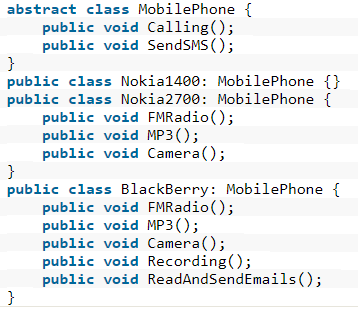 abstract class MobilePhone {
    public void Calling();
    public void SendSMS();
}
public class Nokia1400: MobilePhone {}
public class Nokia2700: MobilePhone {
    public void FMRadio();
    public void MP3();
    public void Camera();
}
public class BlackBerry: MobilePhone {
    public void FMRadio();
    public void MP3();
    public void Camera();
    public void Recording();
    public void ReadAndSendEmails();
}